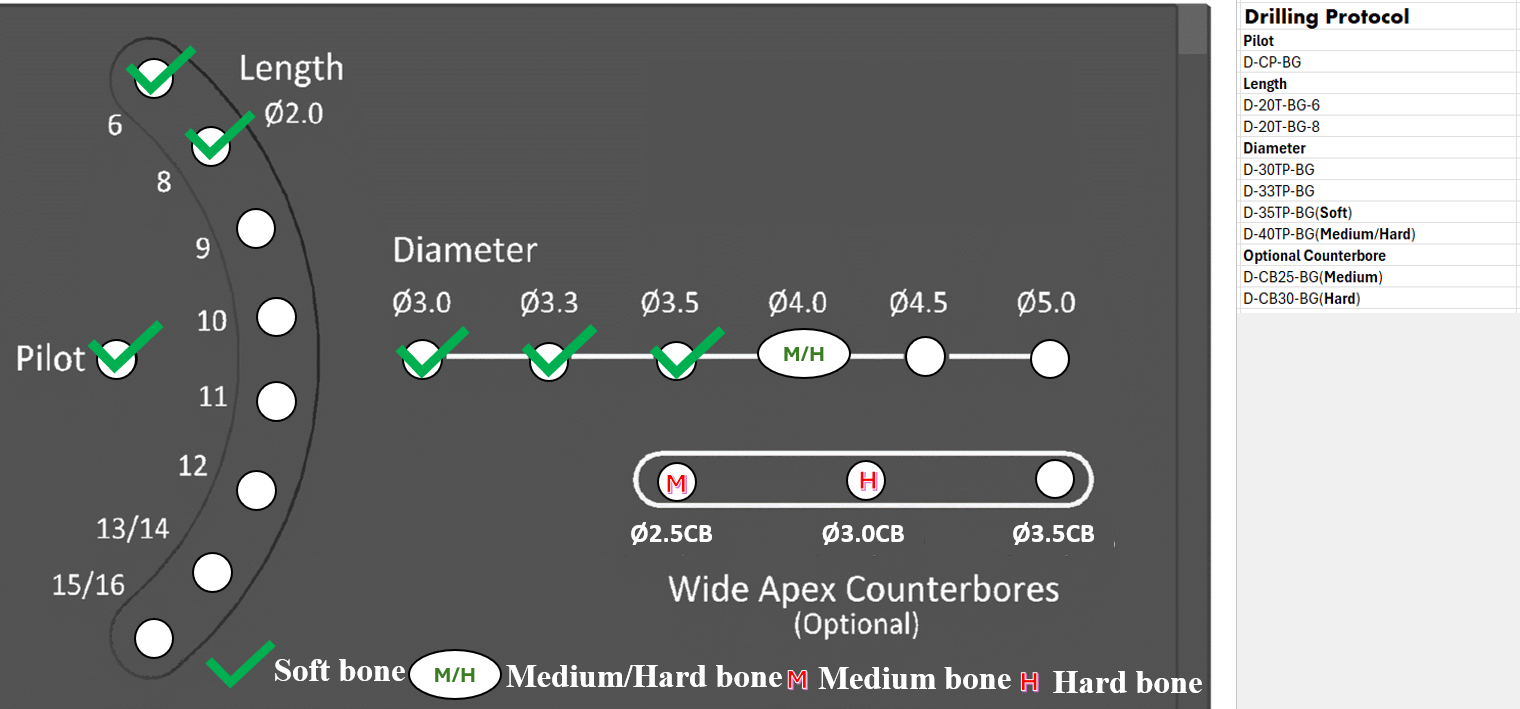 Length
Ø2.0
6
8
9
10
Pilot
11
12
13/14
15/16
Diameter
Ø3.0 Ø3.3 Ø3.5 Ø4.0 Ø4.5 Ø5.0
M/H
M H
Ø2.5CB Ø3.0CB Ø3.5CB
Wide Apex Counterbores
(Optional)
Soft bone M/H Medium/Hard bone M Medium bone H Hard bone
Drilling Protocol
Pilot
D-CP-BG
Length
D-20T-BG-6
D-20T-BG-8
Diameter
D-30TP-BG
D-33TP-BG
D-35TP-BG(Soft)
D-40TP-BG(Medium/Hard)
Optional Counterbore
D-CB25-BG(Medium)
D-CB30-BG(Hard)